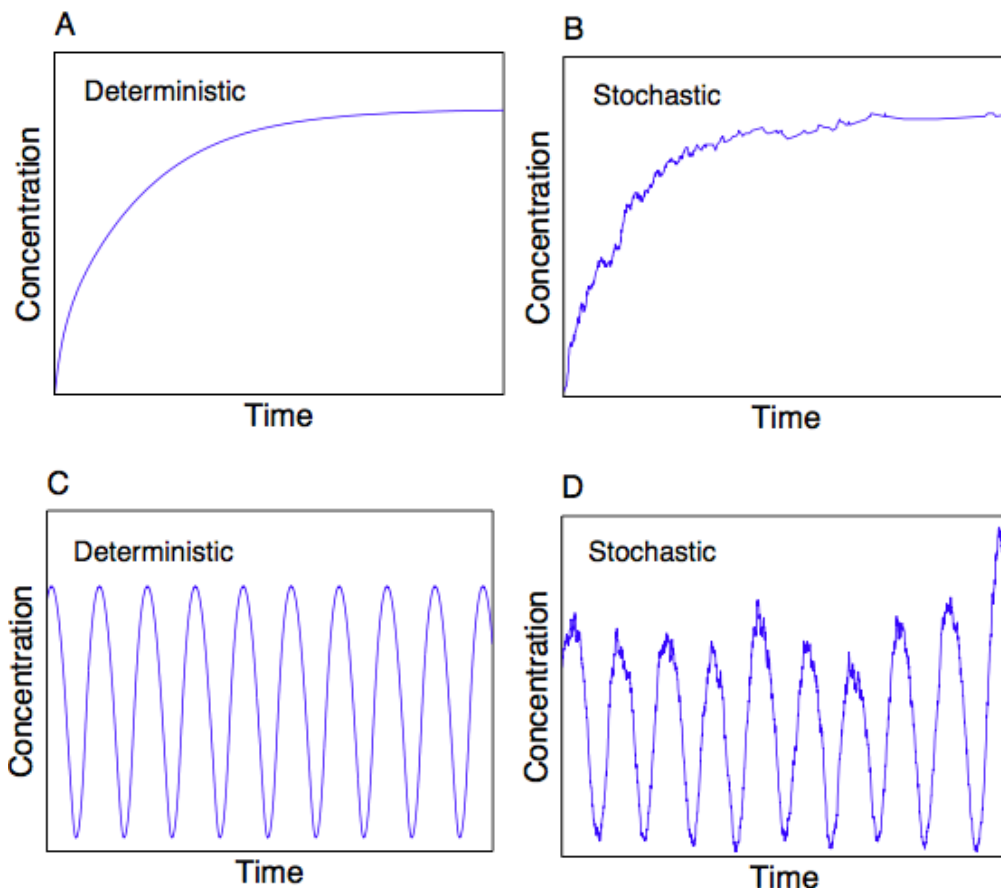 A
Deterministic
Concentration
Time
B
Stochastic
Concentration
Time
C
Deterministic
Concentration
Time
D
Stochastic
Concentration
Time